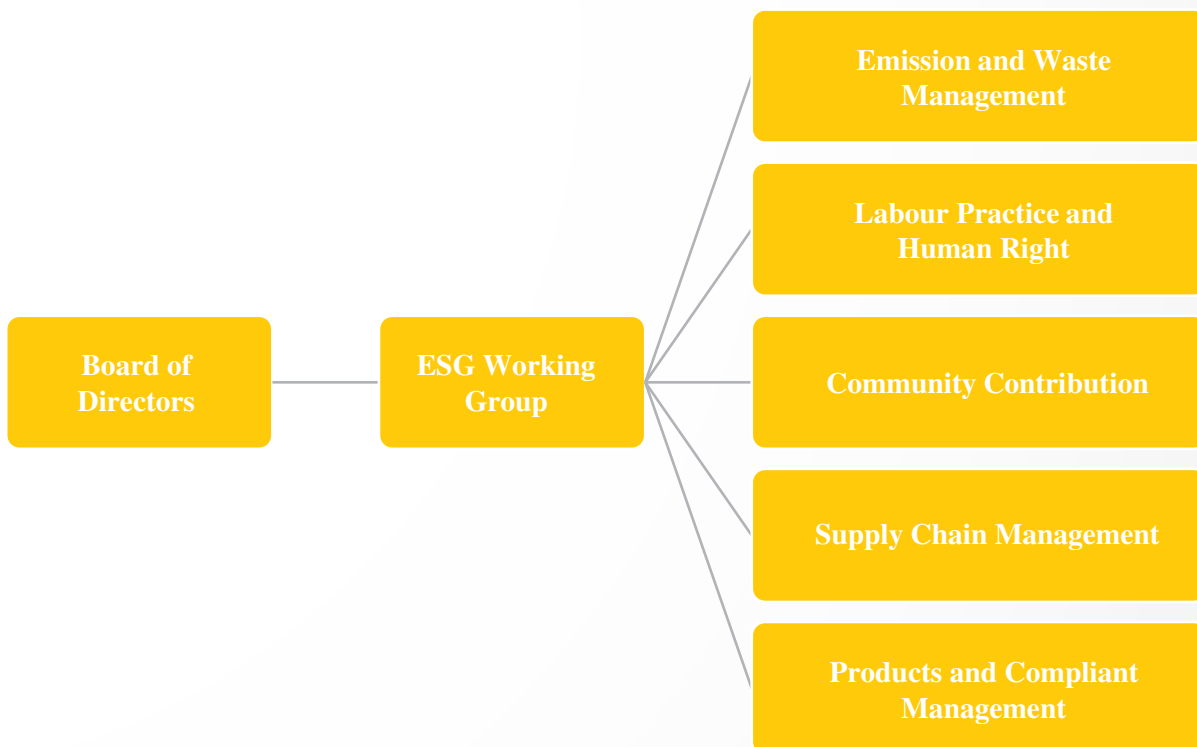 Emission and Waste
Management
Labour Practice and
Human Right
Board of
Directors
ESG Working
Group
Community Contribution
Supply Chain Management
Products and Compliant
Management